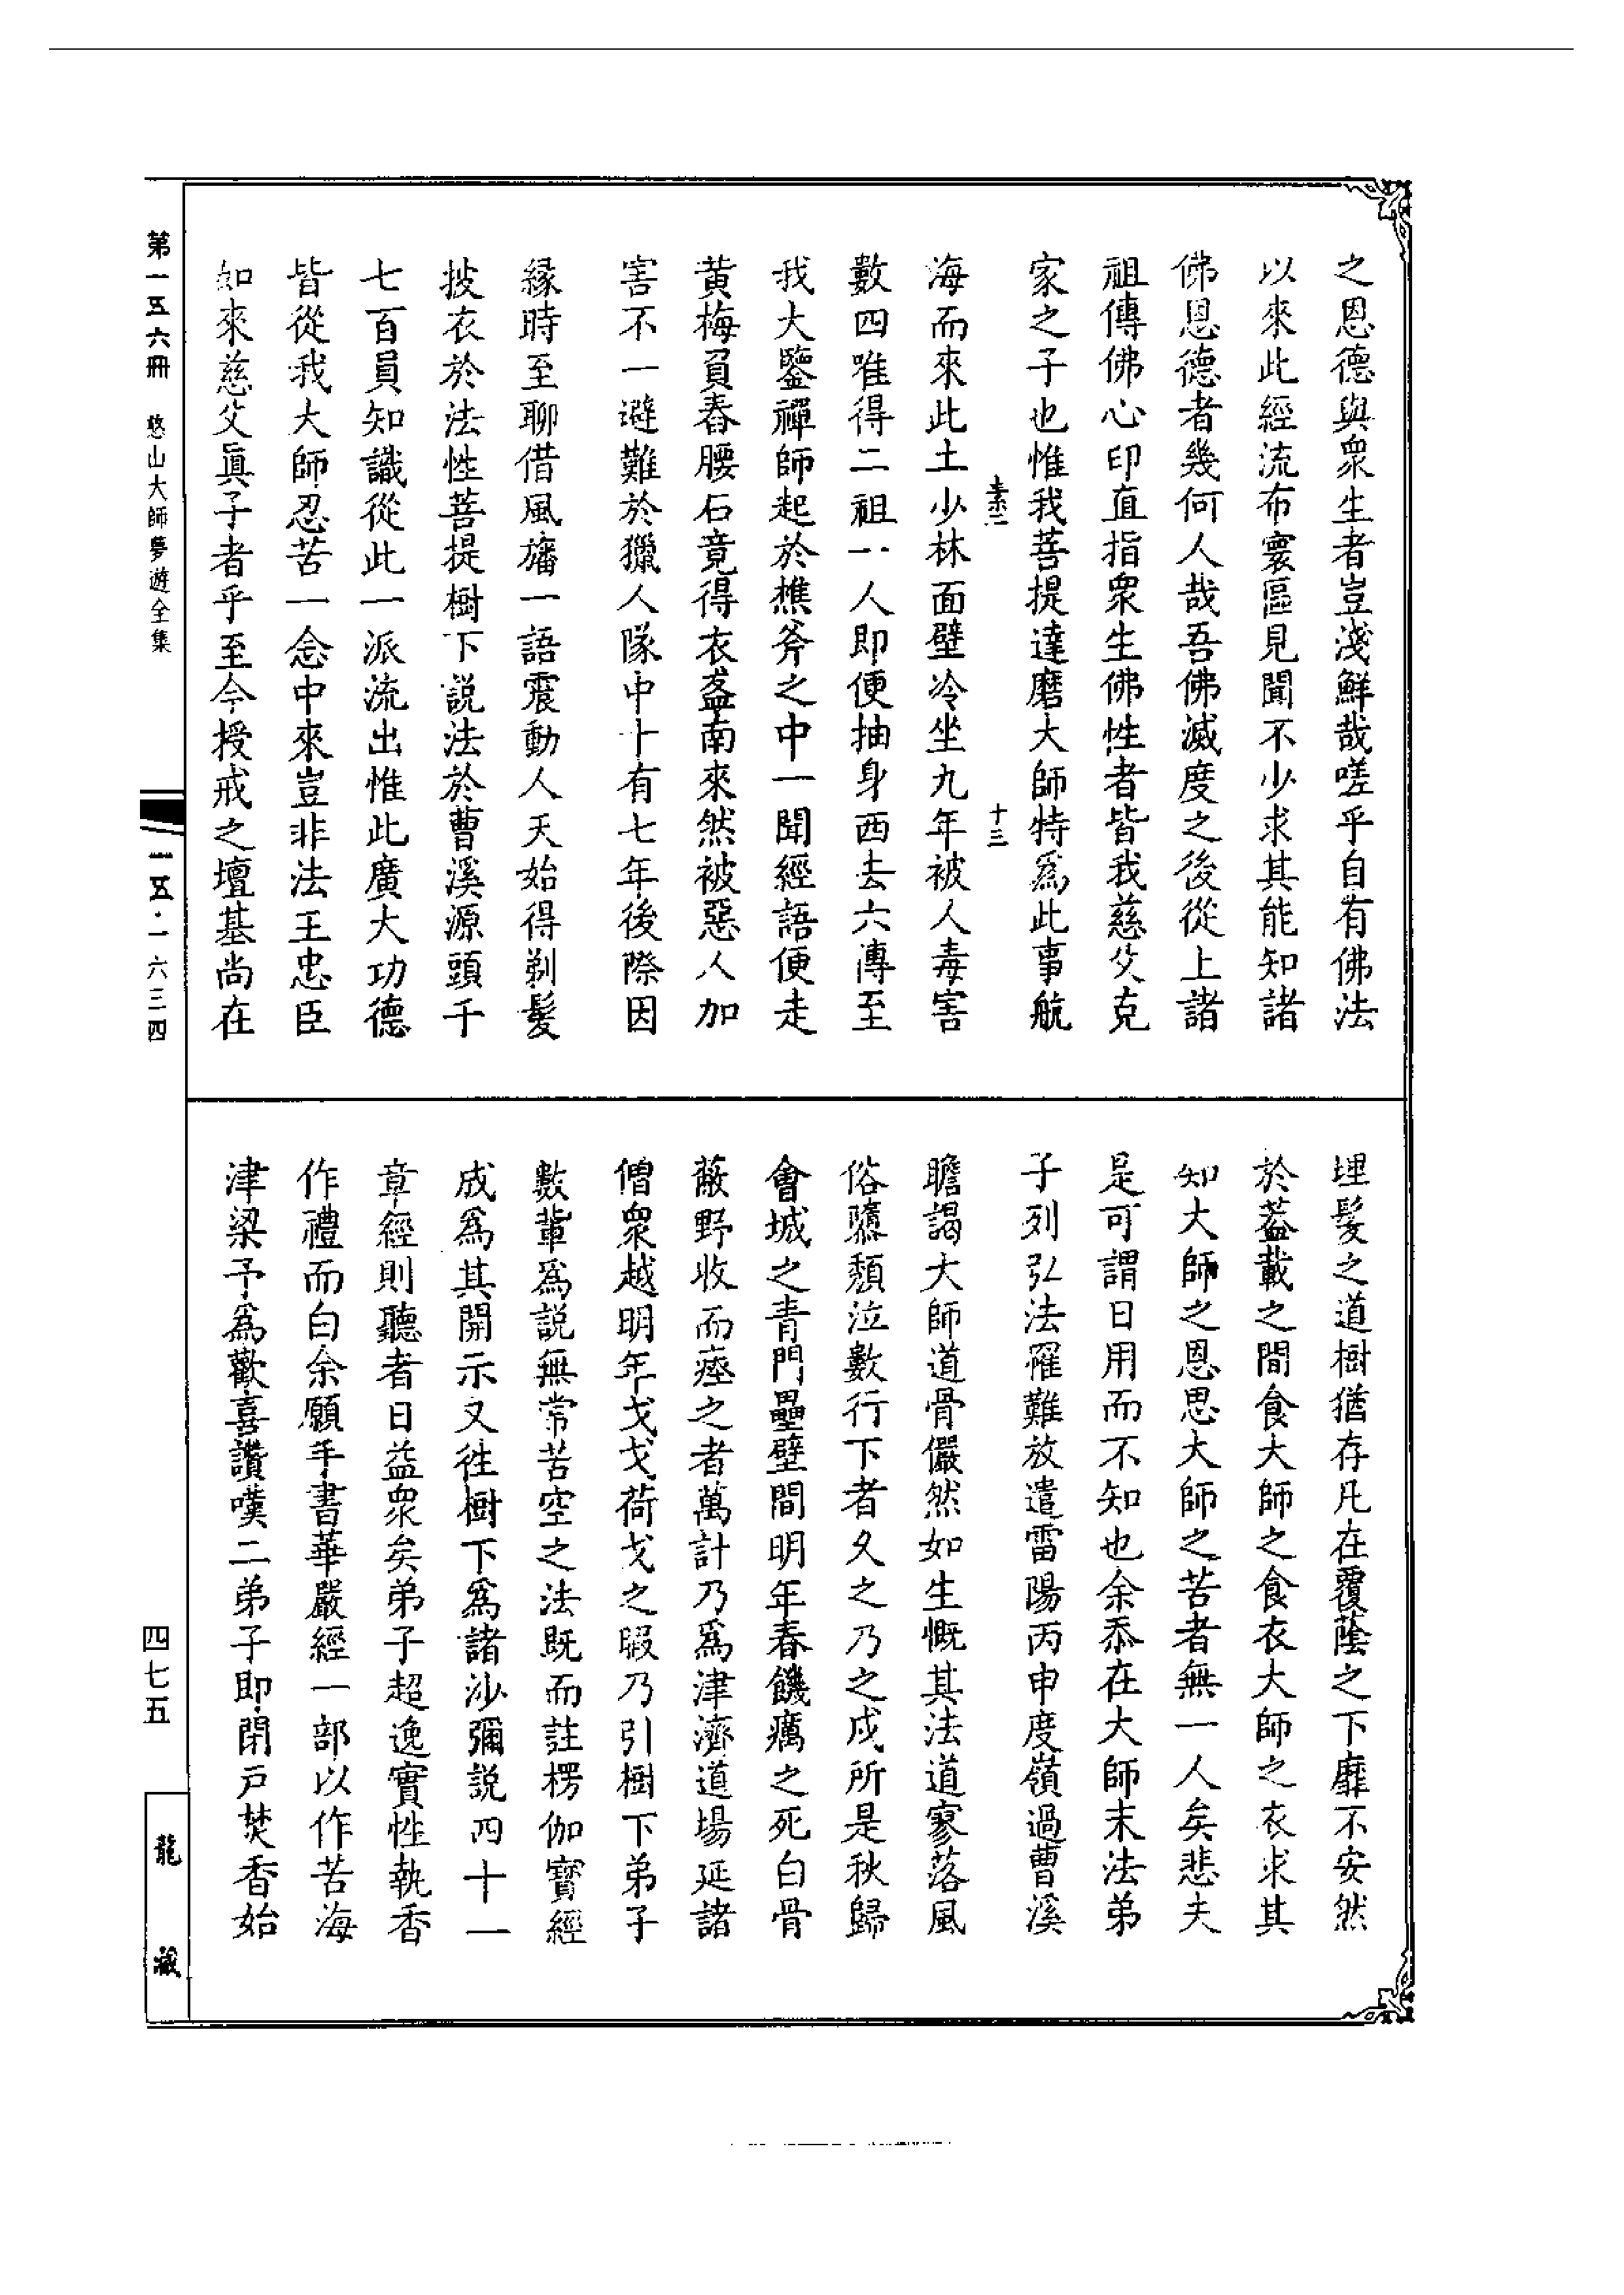 之恩德與衆生者豈淺鮮哉嗟乎自有佛法
以來此經流布寰區見聞不少求其能知諸
佛恩德者幾何人哉吾佛滅度之後從上諸
祖傳佛心印直指衆生佛性者皆我慈父克
家之子也惟我菩提達磨大師特爲此事航
素二
十三
海而來此土少林面壁冷坐九年被人毒害
數四唯得二祖一人即便抽身西去六傳至
我大鑒禪師起於樵斧之中一聞經語便走
黃梅負舂腰石竟得衣盋南來然被惡人加
害不一避難於獵人隊中十有七年後際因
緣時至聊借風旛一語震動人天始得剃髮
披衣於法性菩提樹下説法於曹溪源頭千
七百員知識從此一派流出惟此廣大功德
皆從我大師忍苦一念中來豈非法王忠臣
如來慈父眞子者乎至今授戒之壇基尚在
埋髮之道樹猶存凡在覆蔭之下靡不安然
於葢載之間食大師之食衣大師之衣求其
知大師之恩思大師之苦者無一人矣悲夫
是可謂日用而不知也余忝在大師末法弟
子列弘法罹難放遣雷陽丙申度嶺過曹溪
瞻謁大師道骨儼然如生慨其法道寥落風
俗隳頹泣數行下者久之乃之戍所是秋歸
會城之青門壘壁間明年春饑癘之死白骨
蔽野收而瘞之者萬計乃爲津濟道場延諸
僧衆越明年戈戈荷戈之暇乃引樹下弟子
數輩爲説無常苦空之法既而註楞伽寶經
成爲其開示又徃樹下爲諸沙彌説四十一
章經則聽者日益衆矣弟子超逸實性執香
作禮而白余願手書華嚴經一部以作苦海
津梁予爲歡喜讚嘆二弟子即閉戶焚香始
第一五六冊　憨山大師夢遊全集
一五·一六三四
四七五
龍藏